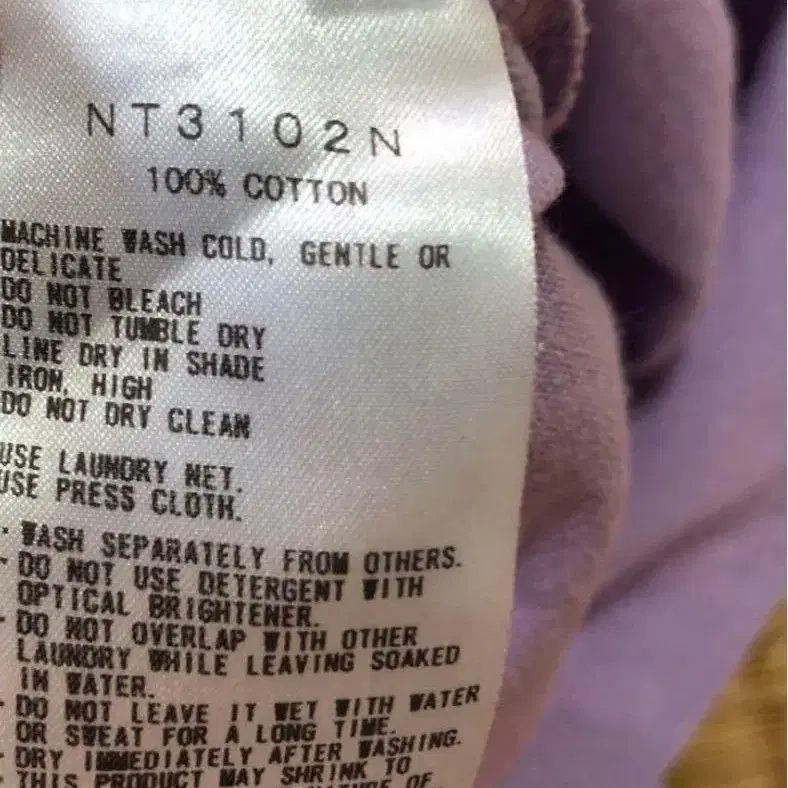 NT3102N
100% COTTON
MACHINE WASH COLD, GENTLE OR
DELICATE
DO NOT BLEACH
DO NOT TUMBLE DRY
LINE DRY IN SHADE
IRON, HIGH
DO NOT DRY CLEAN
USE LAUNDRY NET.
USE PRESS CLOTH.
· WASH SEPARATELY FROM OTHERS.
- DO NOT USE DETERGENT WITH
OPTICAL BRIGHTENER.
- DO NOT OVERLAP WITH OTHER
LAUNDRY WHILE LEAVING SOAKED
IN WATER.
- DO NOT LEAVE IT WET WITH WATER
OR SWEAT FOR A LONG TIME.
- DRY IMMEDIATELY AFTER WASHING.
- THIS PRODUCT MAY SHRINK TO
OF